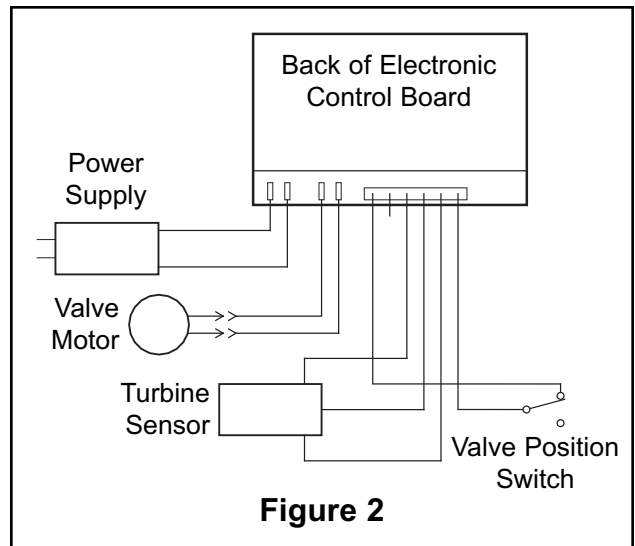 Back of Electronic
Control Board
Power
Supply
Valve
Motor
Turbine
Sensor
Valve Position
Switch
Figure 2